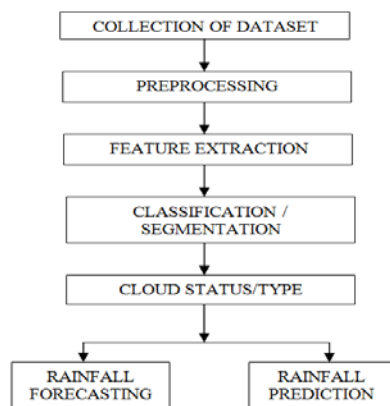 COLLECTION OF DATASET
PREPROCESSING
FEATURE EXTRACTION
CLASSIFICATION /
SEGMENTATION
CLOUD STATUS/TYPE
RAINFALL
FORECASTING
RAINFALL
PREDICTION